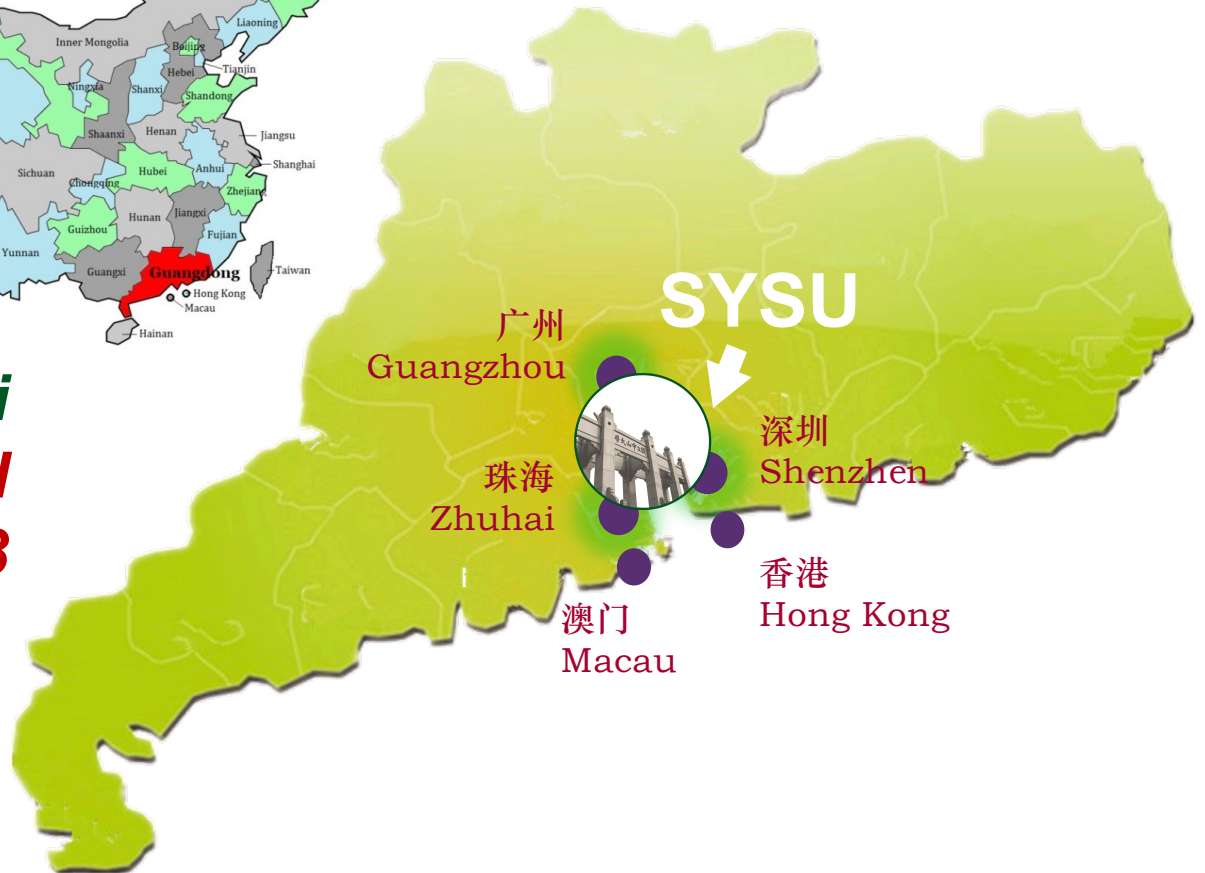 Liaoning
Inner Mongolia
Beijing
Tianjin
Hebei
Ningxia
Shanxi
Shandong
Shaanxi
Henan
Jiangsu
Shanghai
Sichuan
Chongqing
Hubei
Anhui
Zhejiang
Hunan
Jiangxi
Guizhou
Fujian
Yunnan
Guangxi
Guangdong
Taiwan
Hong Kong
Macau
Hainan
SYSU
广州
Guangzhou
深圳
Shenzhen
珠海
Zhuhai
香港
Hong Kong
澳门
Macau
i